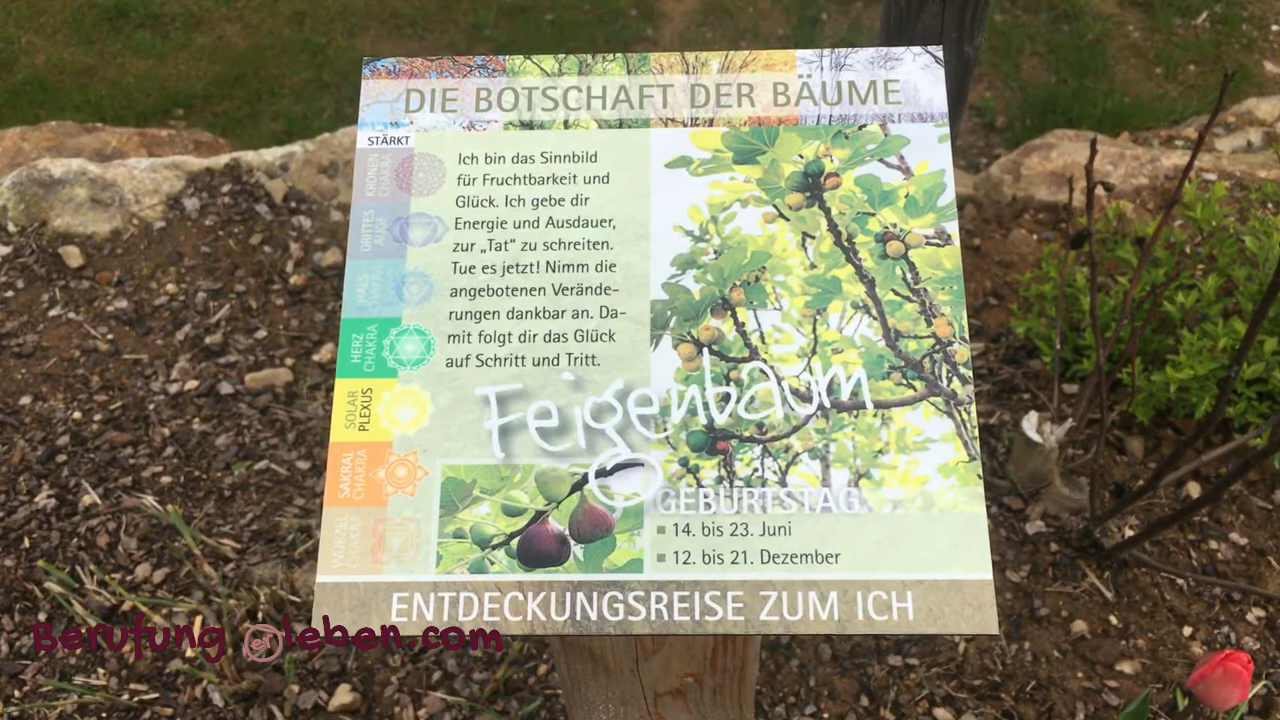 DIE BOTSCHAFT DER BÄUME
STÄRKT
KRONEN
CHAKRA
DRITTES
AUGE
HALS
CHAKRA
HERZ
CHAKRA
SOLAR
PLEXUS
SAKRAL
CHAKRA
WURZEL
CHAKRA
Ich bin das Sinnbild
für Fruchtbarkeit und
Glück. Ich gebe dir
Energie und Ausdauer,
zur „Tat“ zu schreiten.
Tue es jetzt! Nimm die
angebotenen Verände-
rungen dankbar an. Da-
mit folgt dir das Glück
auf Schritt und Tritt.
Feigenbaum
GEBURTSTAG
14. bis 23. Juni
12. bis 21. Dezember
ENTDECKUNGSREISE ZUM ICH
Berufung erleben.com